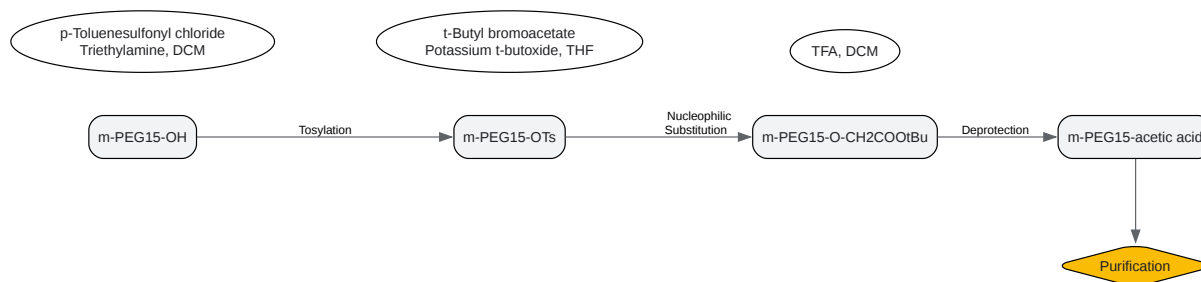 p-Toluenesulfonyl chloride
Triethylamine, DCM
t-Butyl bromoacetate
Potassium t-butoxide, THF
TFA, DCM
m-PEG15-OH
Tosylation
m-PEG15-OTs
Nucleophilic
Substitution
m-PEG15-O-CH2COOtBu
Deprotection
m-PEG15-acetic acid
Purification